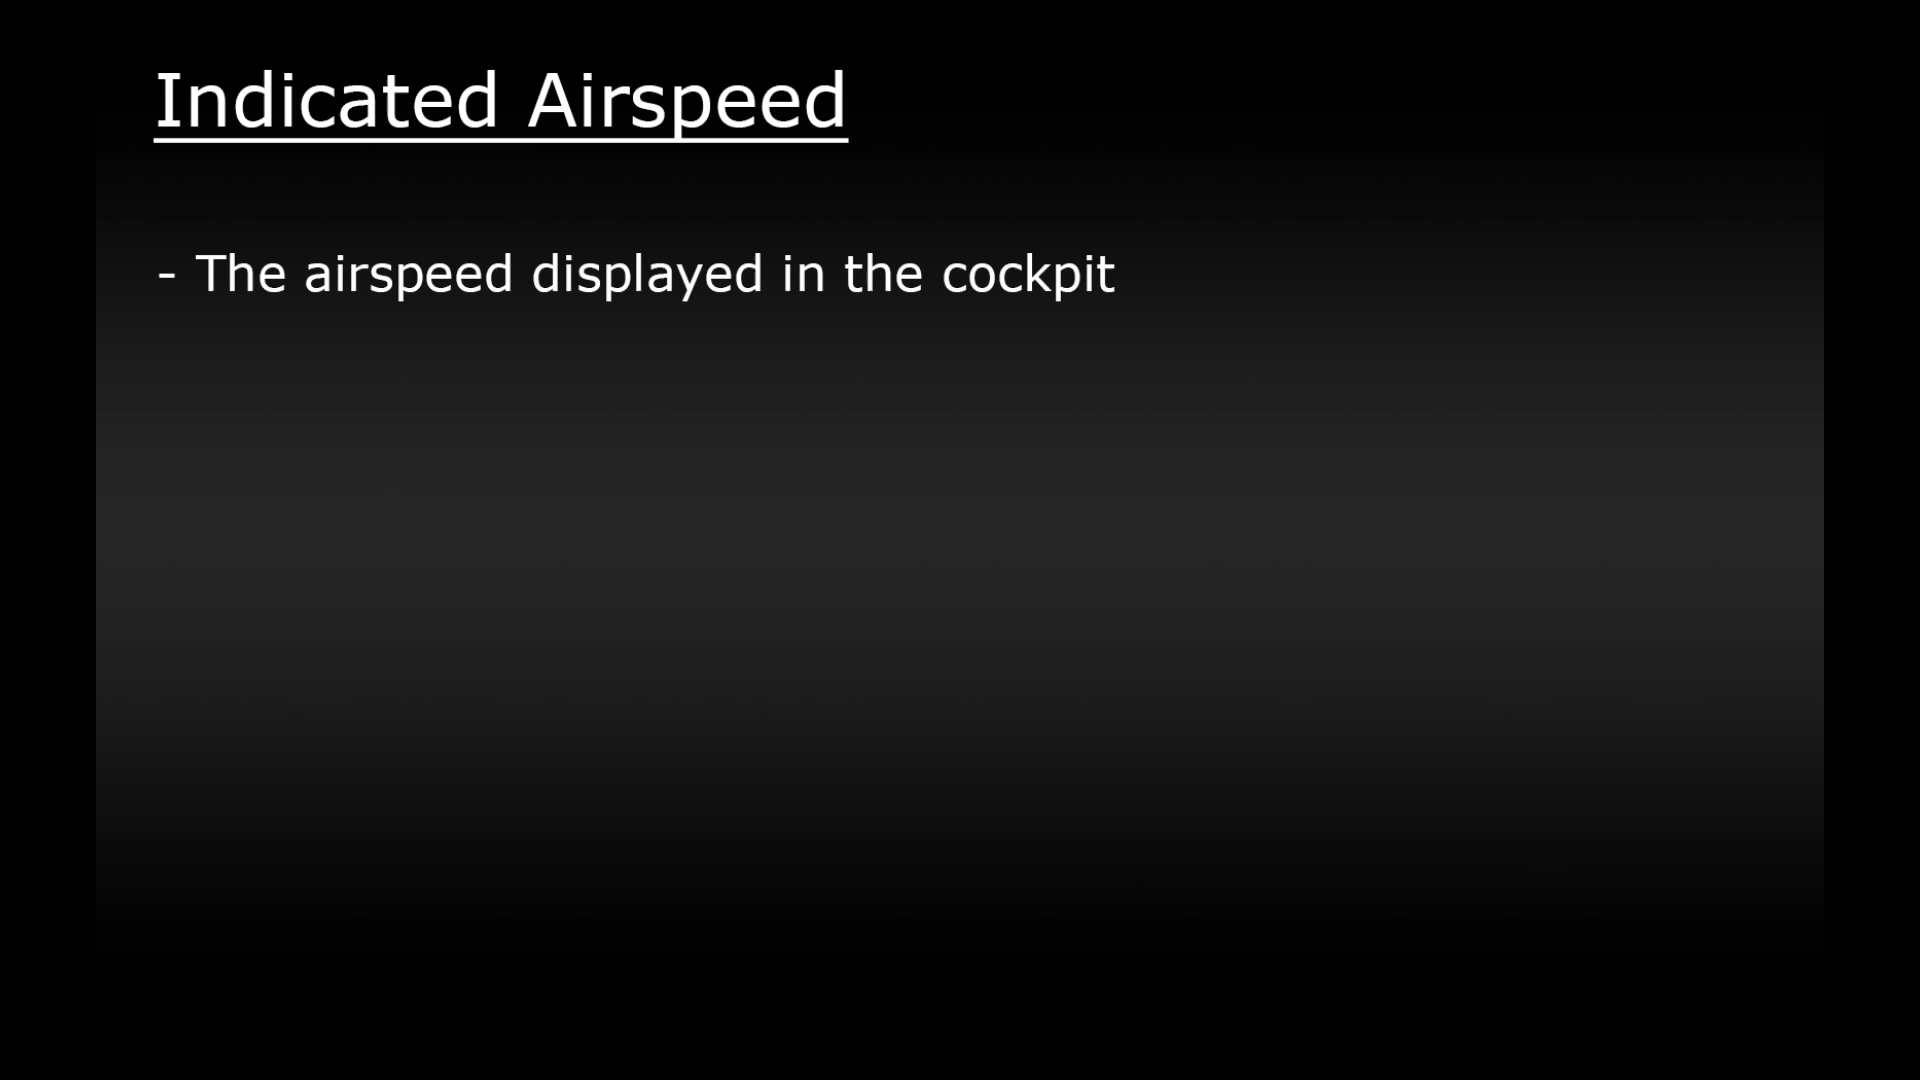 Indicated Airspeed
- The airspeed displayed in the cockpit